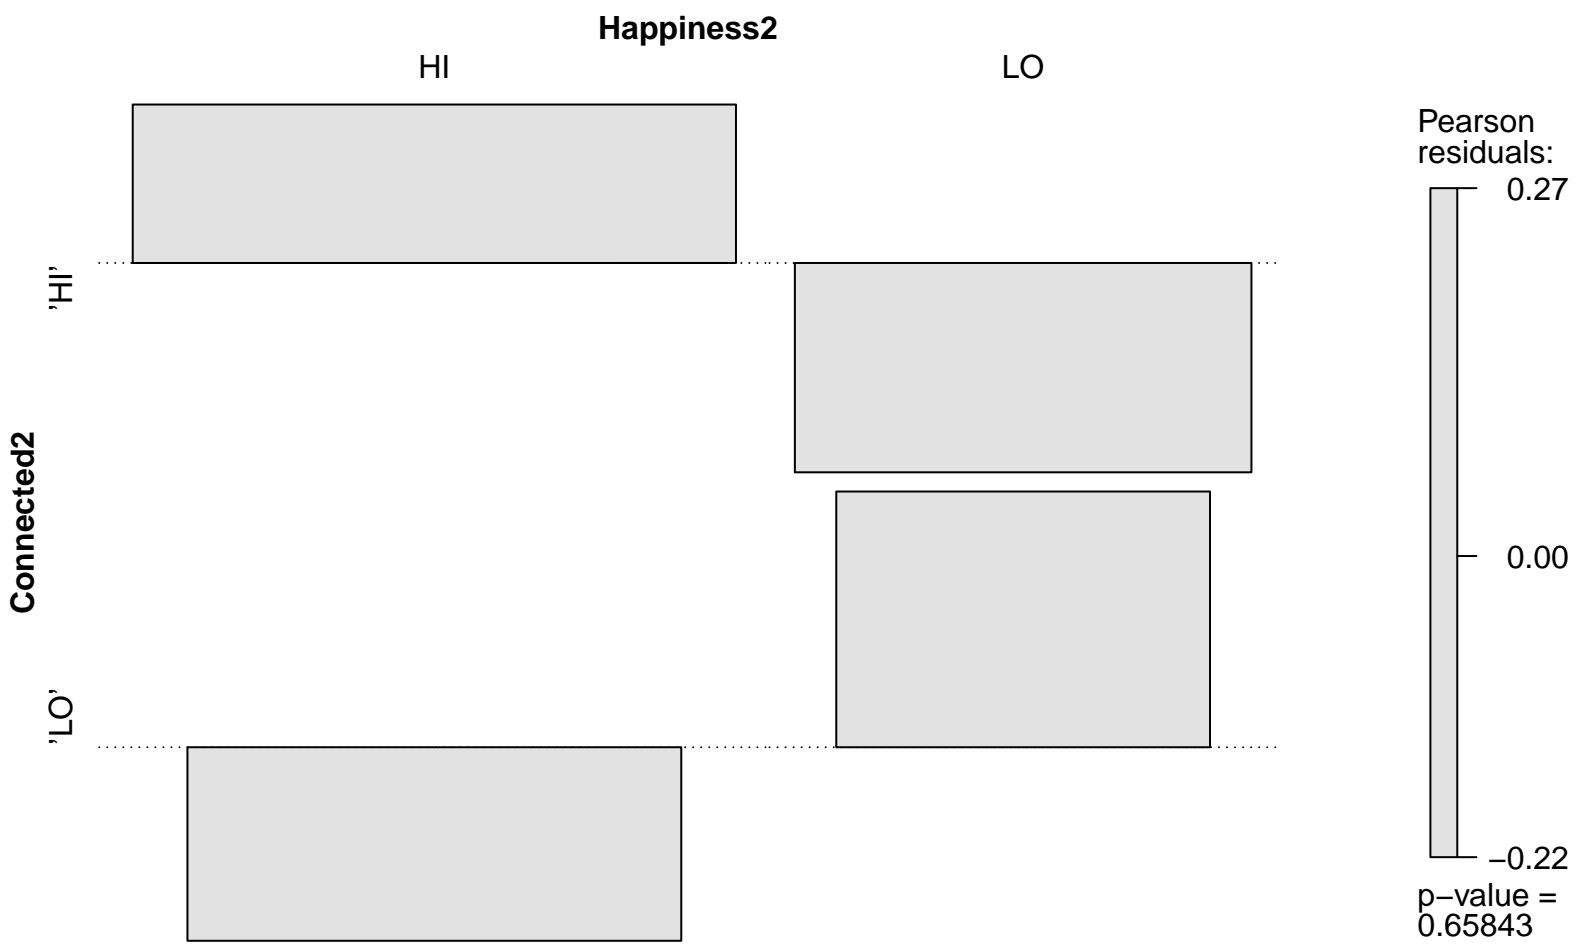 Happiness2
HI
LO
Connected2
’HI’
’LO’
Pearson
residuals:
0.27
0.00
−0.22
p−value =
0.65843